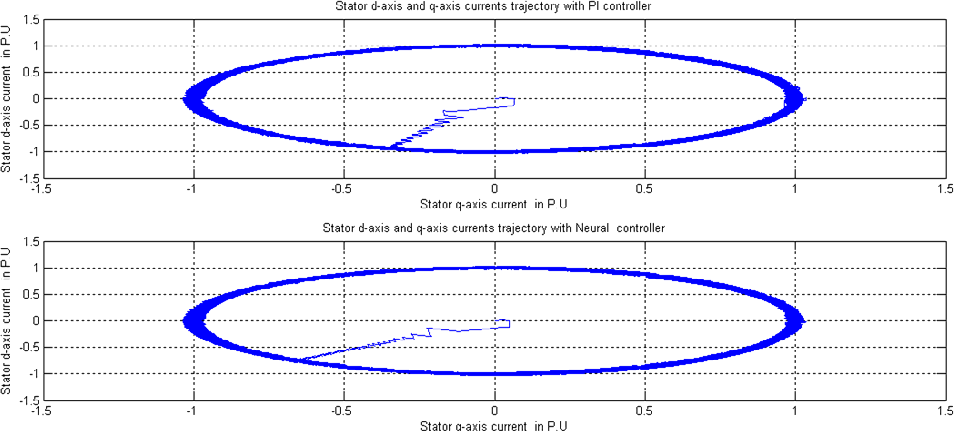 Stator d-axis and q-axis currents trajectory with PI controller
Stator d-axis current in P.U
1.5
1
0.5
0
-0.5
-1
-1.5
-1.5 -1 -0.5 0 0.5 1 1.5
Stator q-axis current in P.U
Stator d-axis and q-axis currents trajectory with Neural controller
Stator d-axis current in P.U
1.5
1
0.5
0
-0.5
-1
-1.5
-1.5 -1 -0.5 0 0.5 1 1.5
Stator q-axis current in P.U